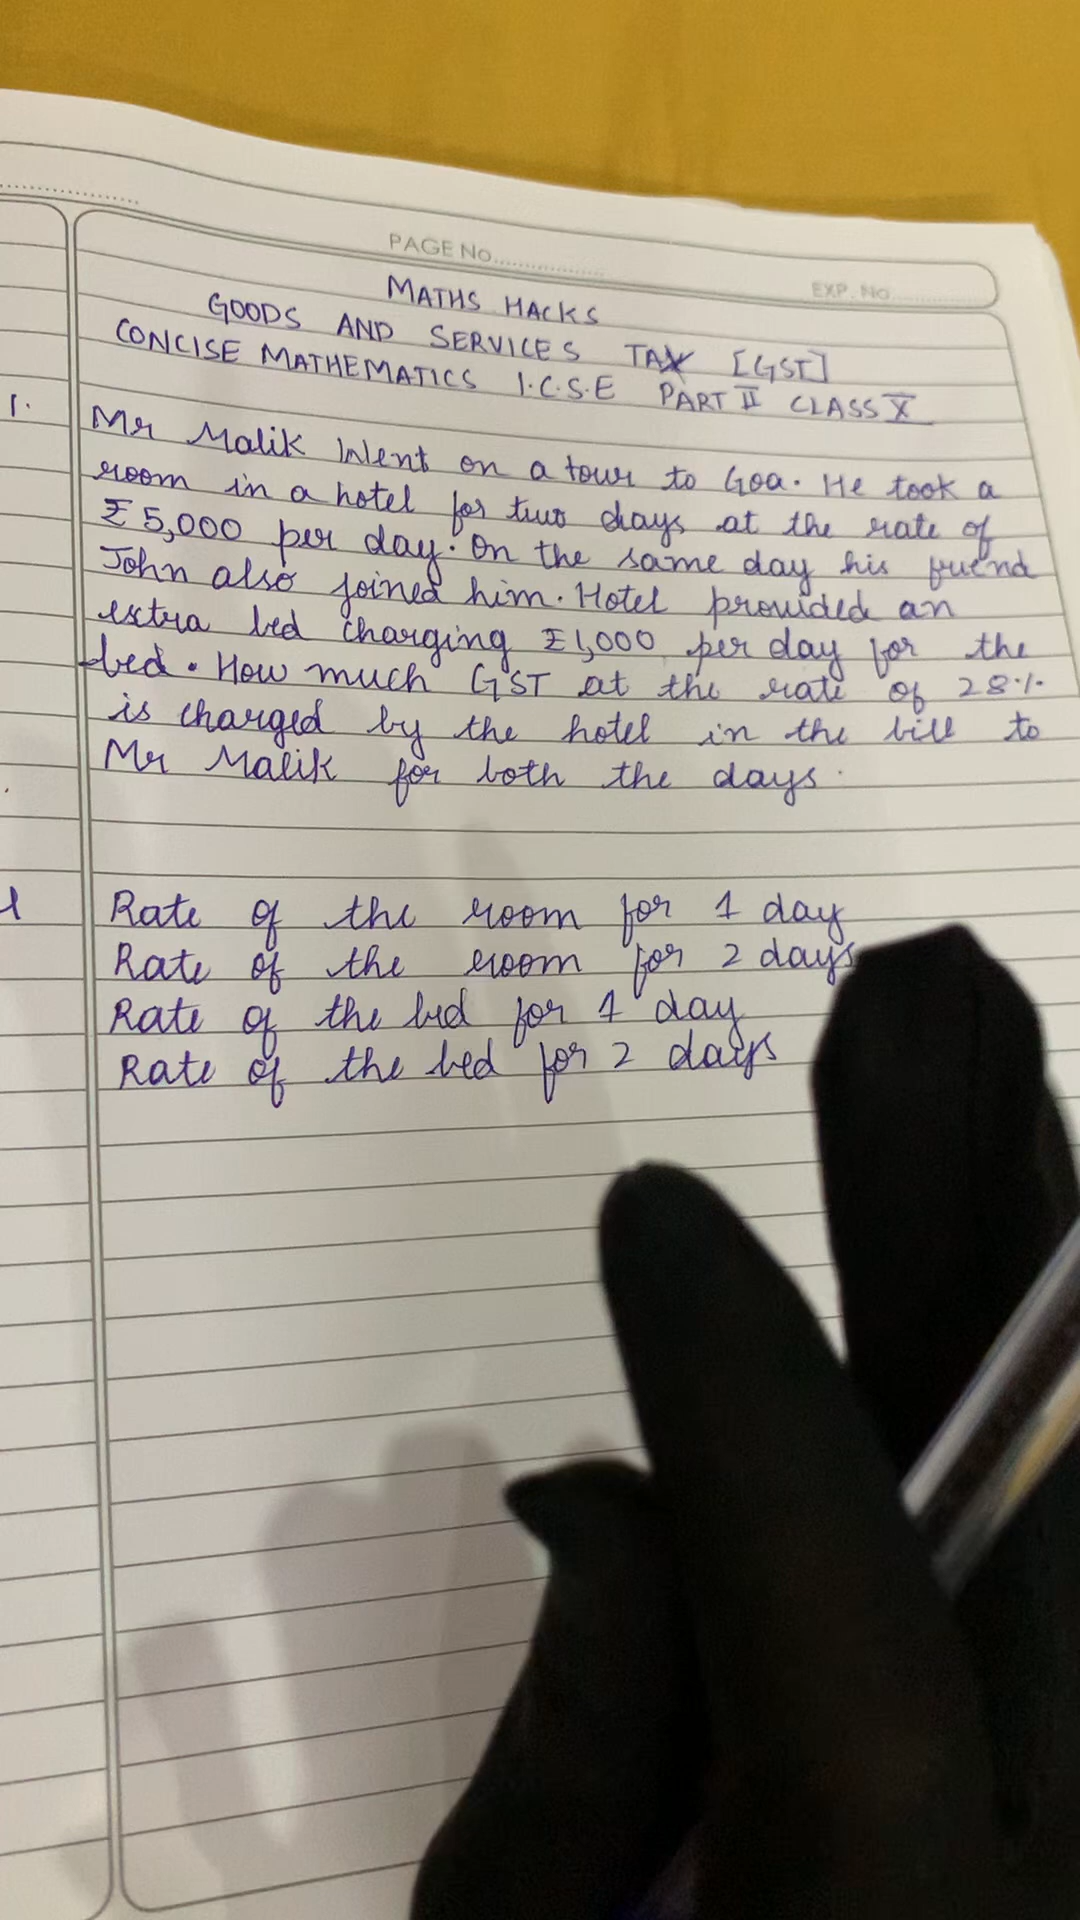 PAGE No.
EXP. No.
MATHS HACKS
GOODS AND SERVICES TAX [GST]
CONCISE MATHEMATICS I.C.S.E PART II CLASS X
1. Mr Malik Went on a tour to Goa. He took a
room in a hotel for two days at the rate of
₹5,000 per day. On the same day his friend
John also joined him. Hotel provided an
extra bed charging ₹1,000 per day for the
bed. How much GST at the rate of 28%
is charged by the hotel in the bill to
Mr Malik for both the days.
Rate of the room for 1 day
Rate of the room for 2 days
Rate of the bed for 1 day
Rate of the bed for 2 days